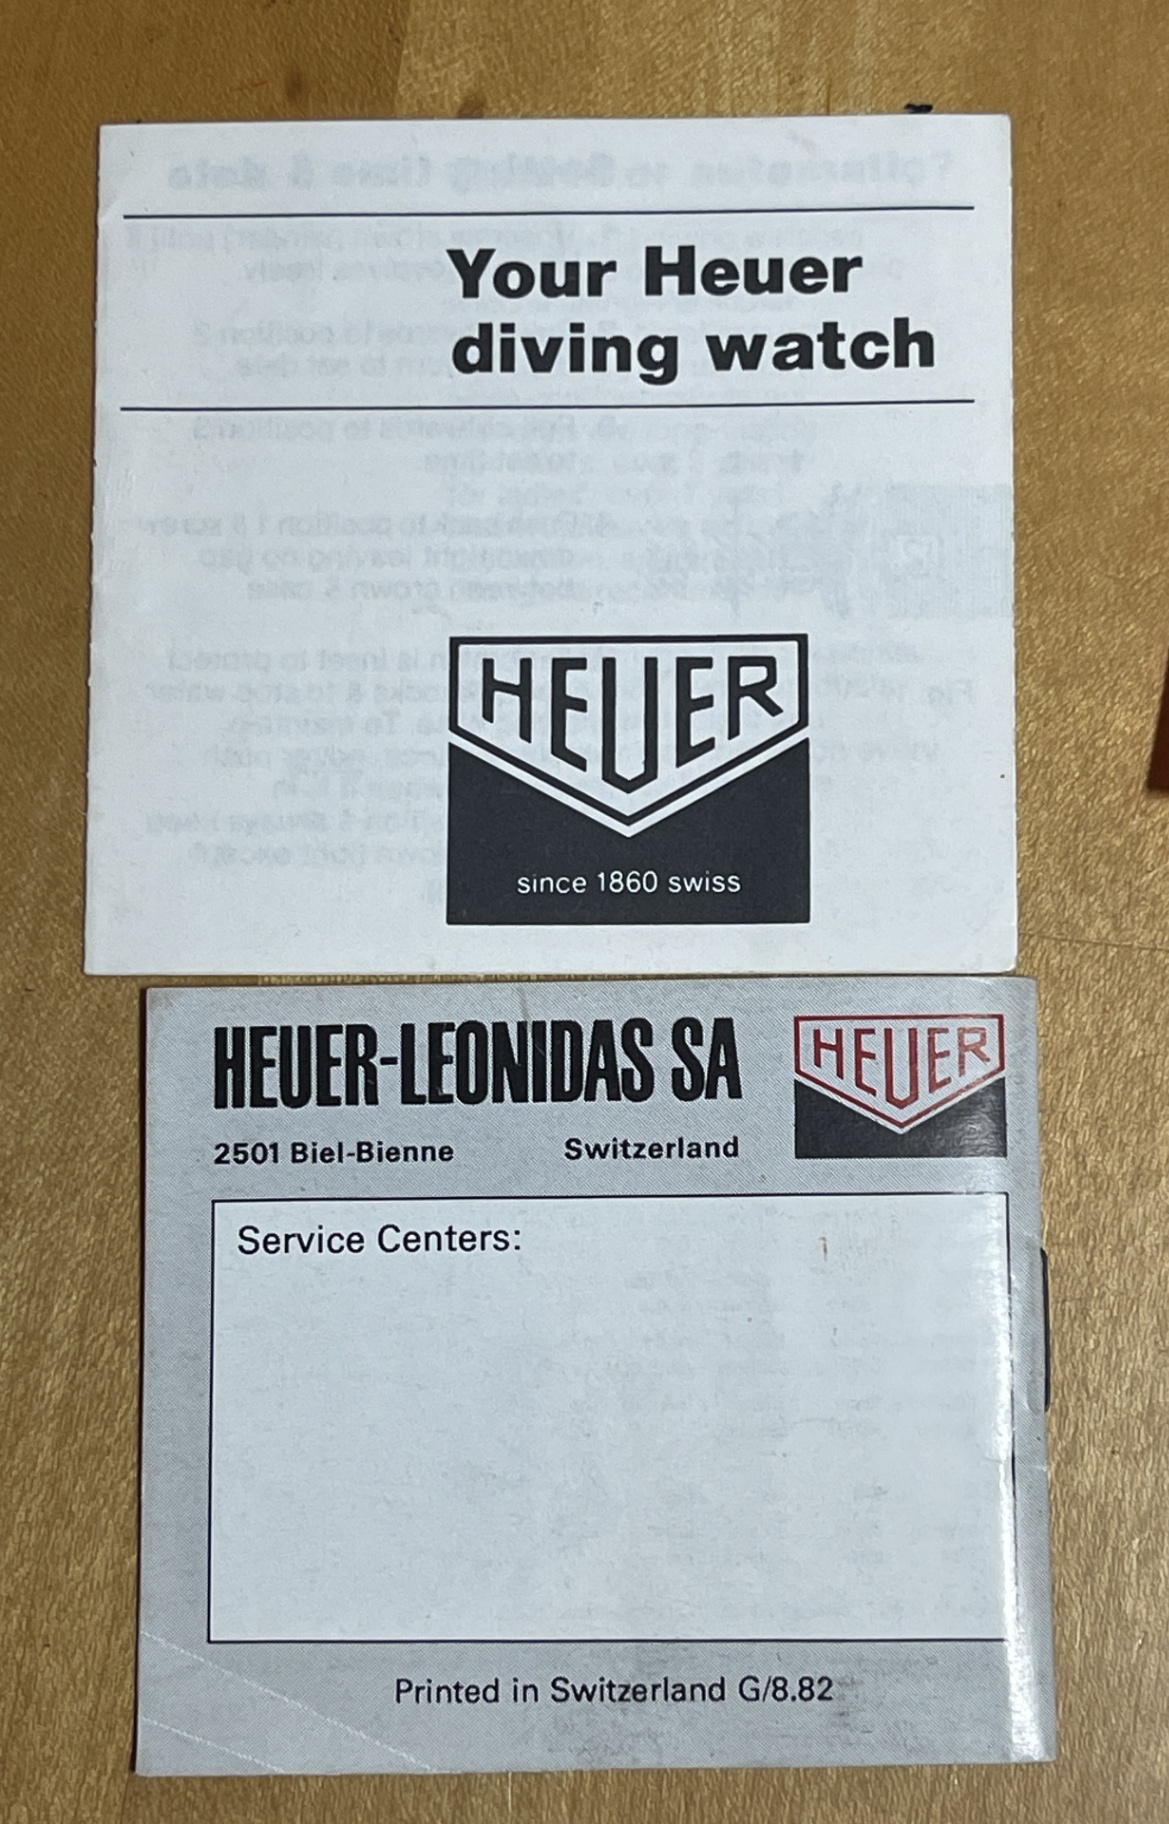 Your Heuer
diving watch
HEUER
since 1860 swiss
HEUER-LEONIDAS SA
HEUER
2501 Biel-Bienne Switzerland
Service Centers:
Printed in Switzerland G/8.82